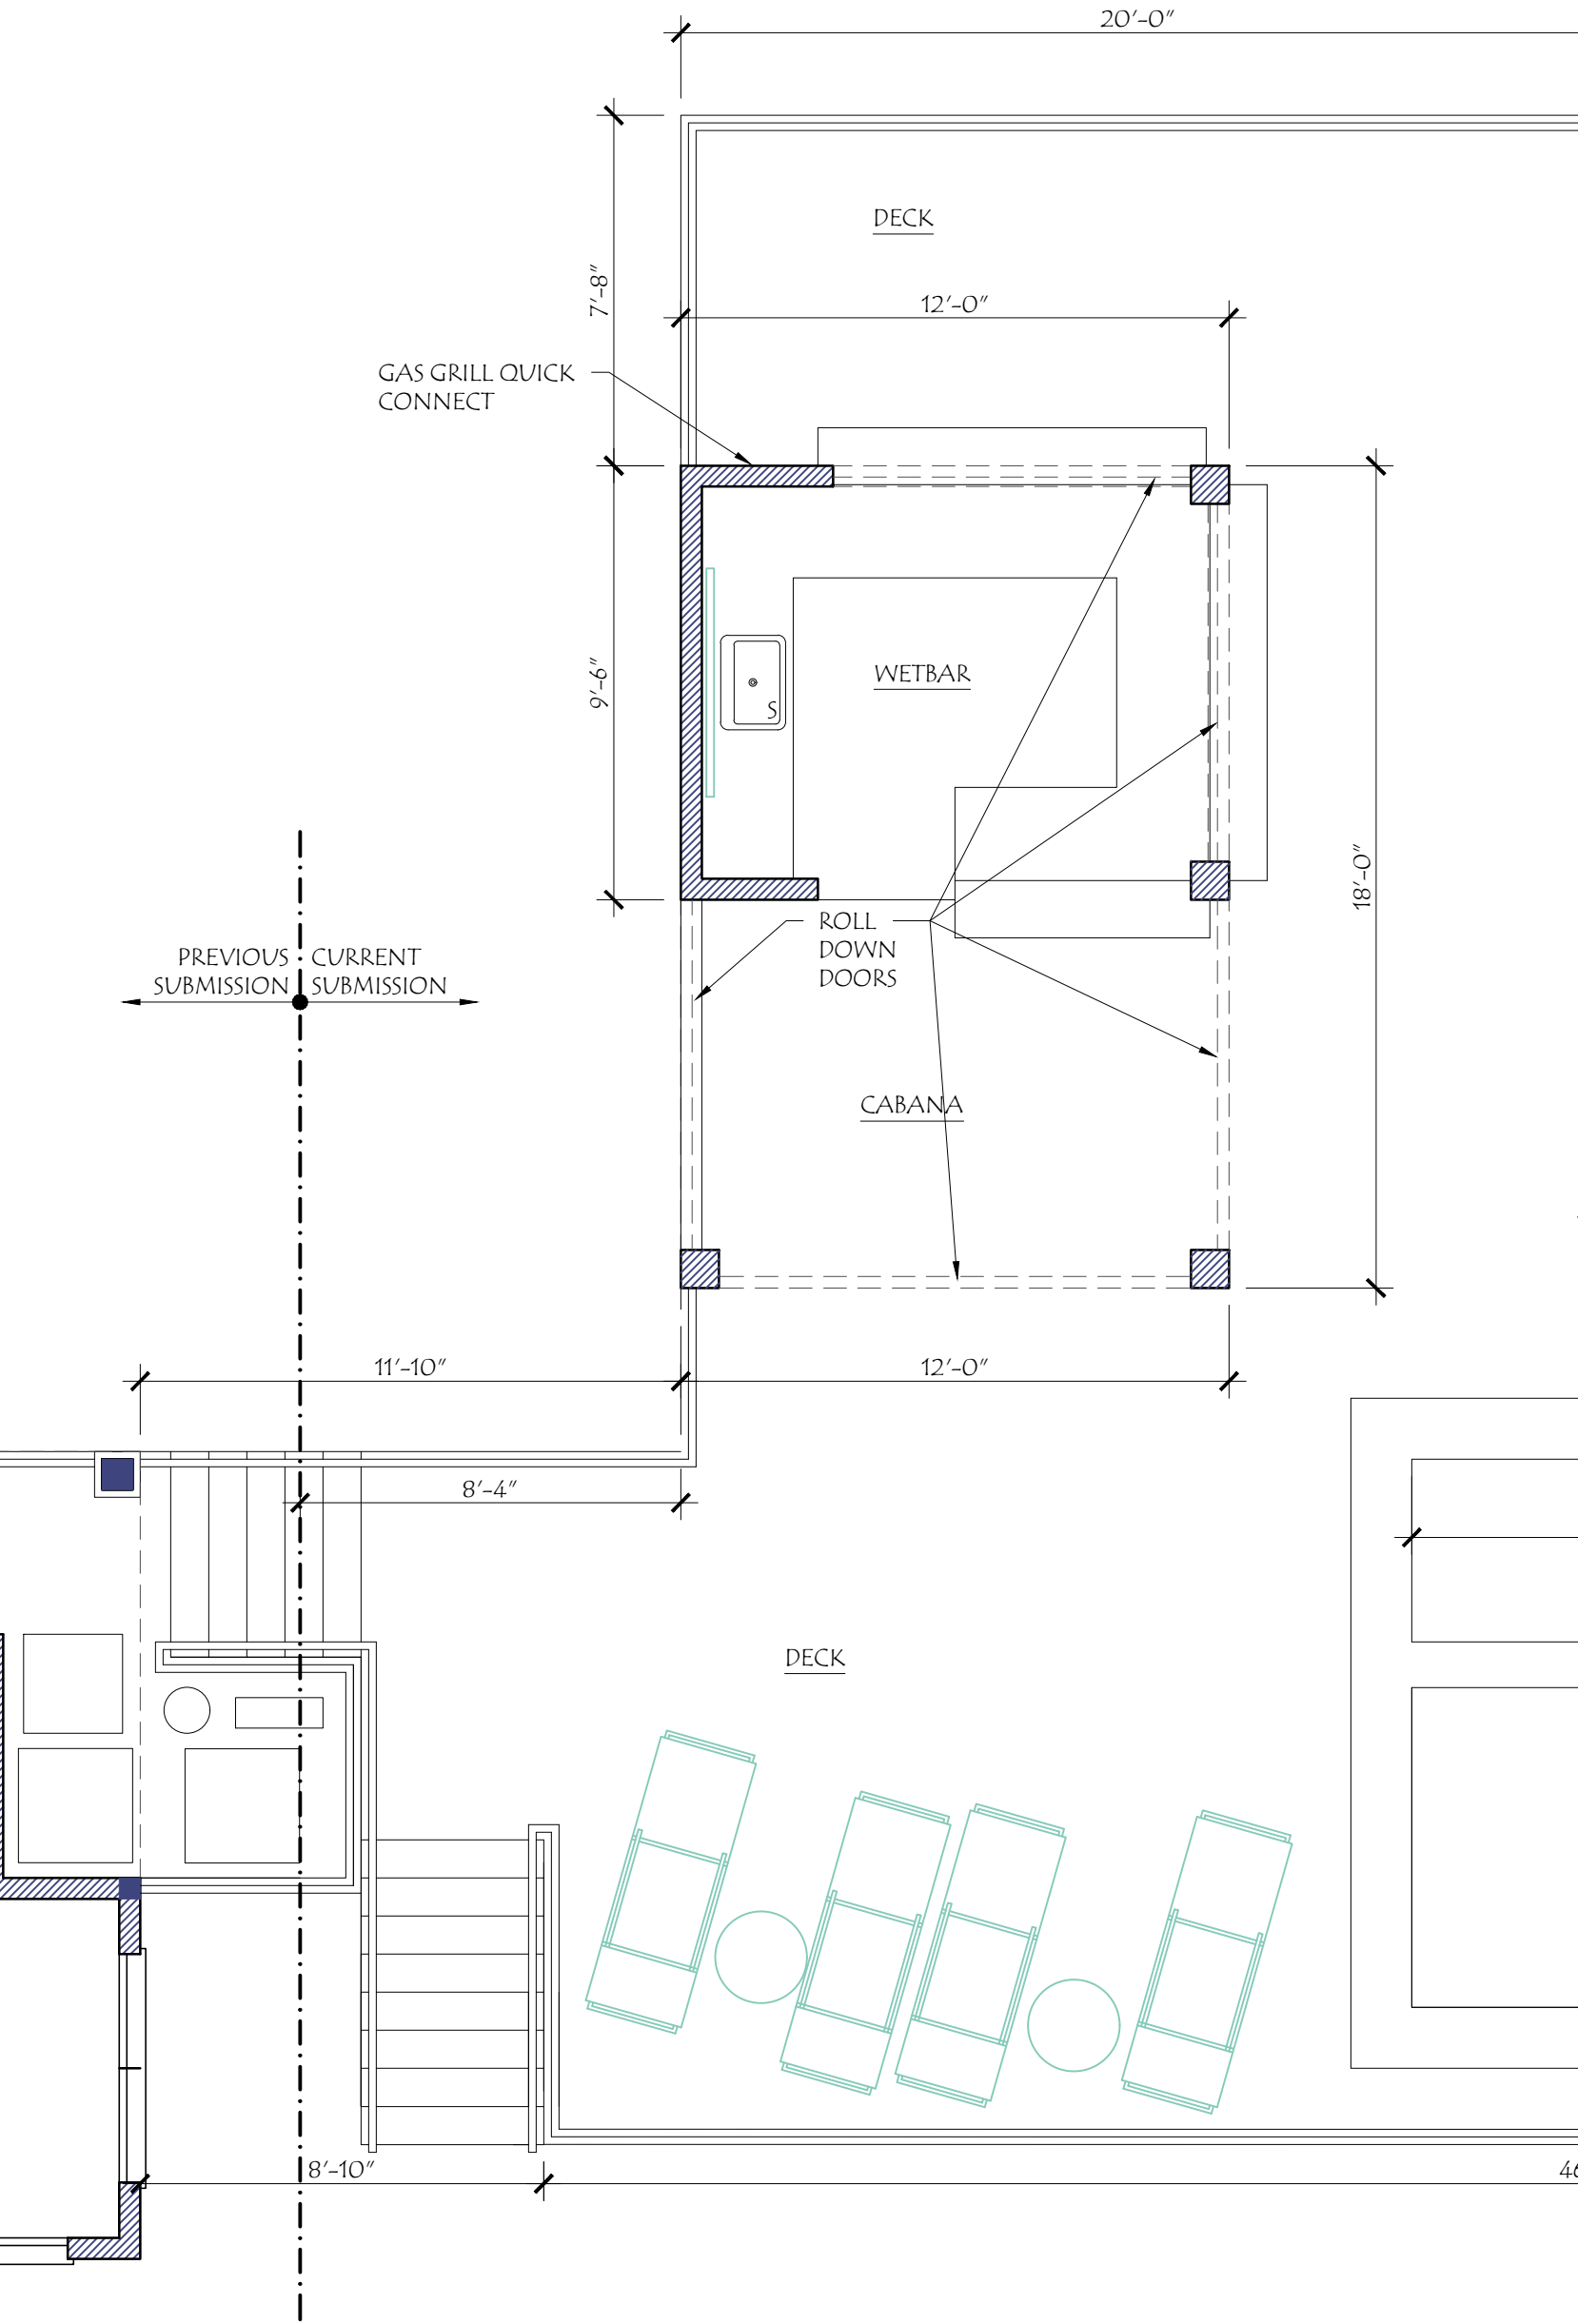 20'-0"
DECK
7'-8"
12'-0"
GAS GRILL QUICK
CONNECT
WETBAR
S
9'-6"
18'-0"
ROLL
DOWN
DOORS
PREVIOUS
SUBMISSION
CURRENT
SUBMISSION
CABANA
11'-10"
12'-0"
8'-4"
DECK
8'-10"